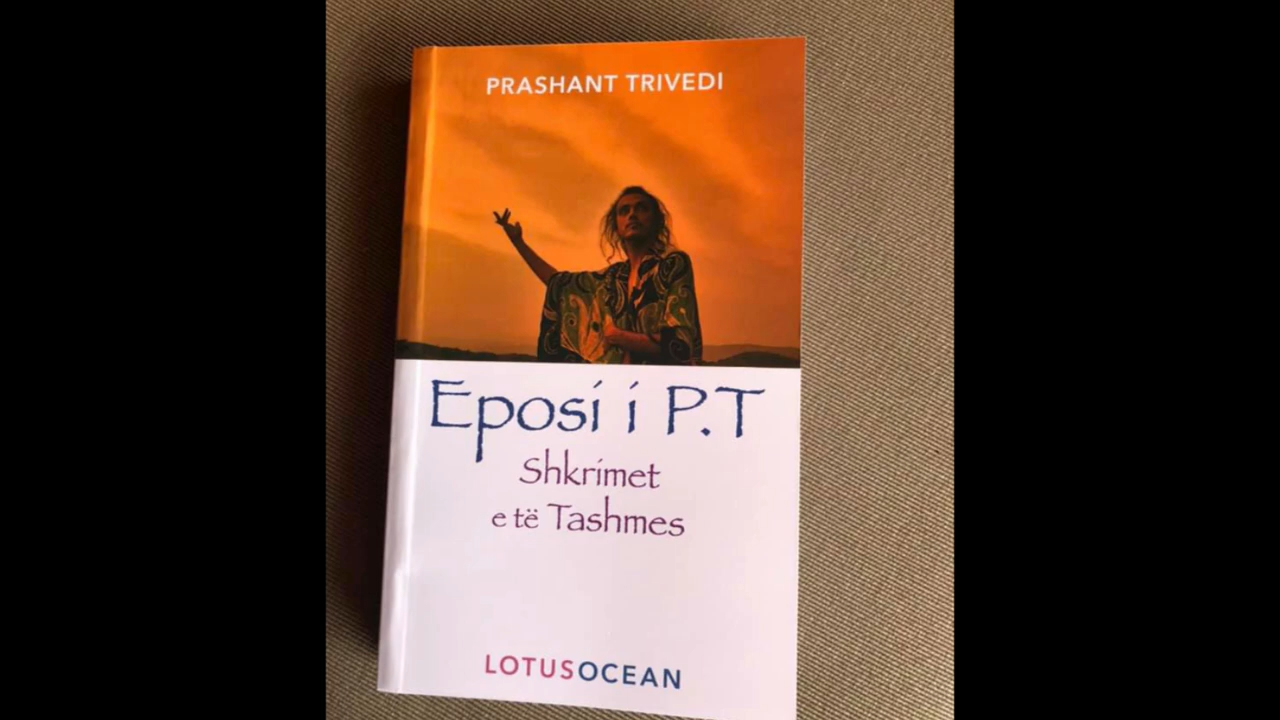 PRASHANT TRIVEDI
Eposi i P.T
Shkrimet
e të Tashmes
LOTUSOCEAN